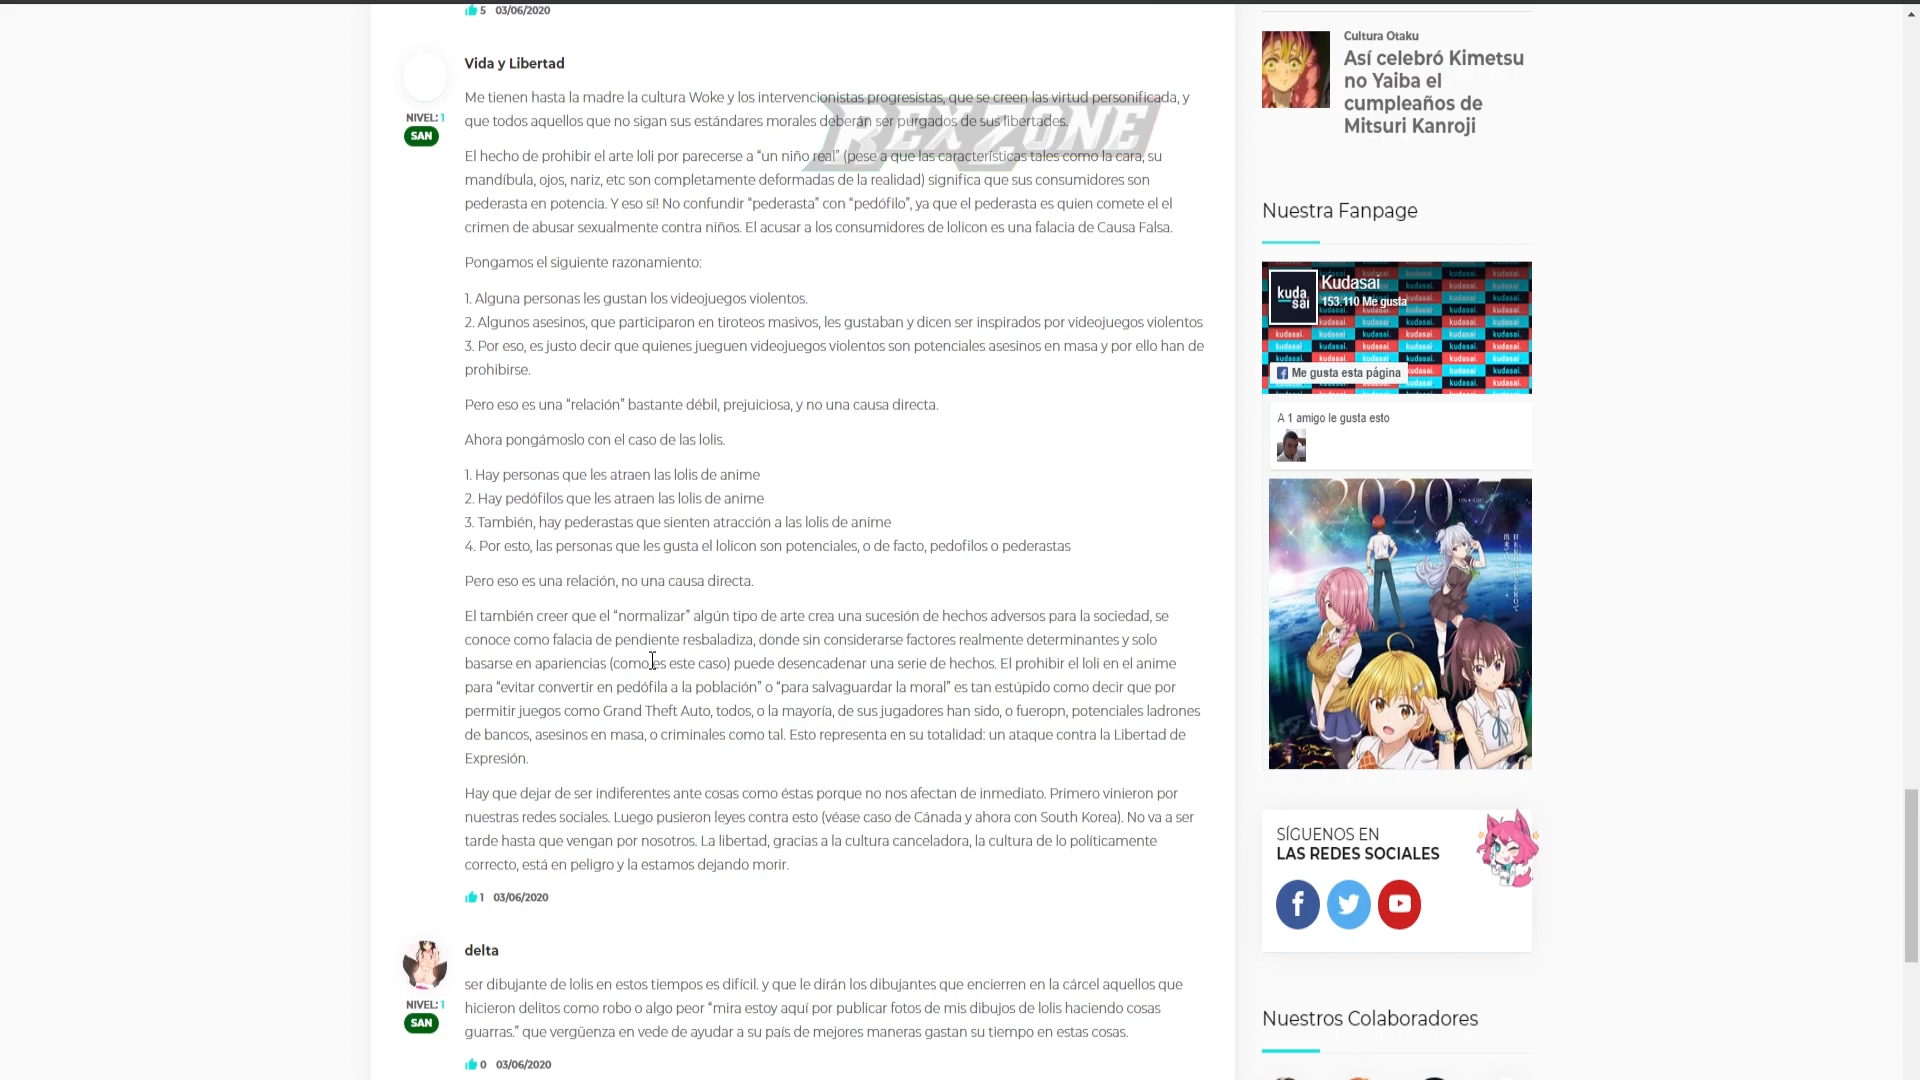 5 03/06/2020
Vida y Libertad
NIVEL: 1
SAN
Me tienen hasta la madre la cultura Woke y los intervencionistas progresistas, que se creen las virtud personificada, y
que todos aquellos que no sigan sus estándares morales deberán ser purgados de sus libertades.
REXZONE
El hecho de prohibir el arte loli por parecerse a “un niño real” (pese a que las características tales como la cara, su
mandíbula, ojos, nariz, etc son completamente deformadas de la realidad) significa que sus consumidores son
pederasta en potencia. Y eso sí! No confundir “pederasta” con “pedófilo”, ya que el pederasta es quien comete el el
crimen de abusar sexualmente contra niños. El acusar a los consumidores de lolicon es una falacia de Causa Falsa.
Pongamos el siguiente razonamiento:
1. Alguna personas les gustan los videojuegos violentos.
2. Algunos asesinos, que participaron en tiroteos masivos, les gustaban y dicen ser inspirados por videojuegos violentos
3. Por eso, es justo decir que quienes jueguen videojuegos violentos son potenciales asesinos en masa y por ello han de
prohibirse.
Pero eso es una “relación” bastante débil, prejuiciosa, y no una causa directa.
Ahora pongámoslo con el caso de las lolis.
1. Hay personas que les atraen las lolis de anime
2. Hay pedófilos que les atraen las lolis de anime
3. También, hay pederastas que sienten atracción a las lolis de anime
4. Por esto, las personas que les gusta el lolicon son potenciales, o de facto, pedofilos o pederastas
Pero eso es una relación, no una causa directa.
El también creer que el “normalizar” algún tipo de arte crea una sucesión de hechos adversos para la sociedad, se
conoce como falacia de pendiente resbaladiza, donde sin considerarse factores realmente determinantes y solo
basarse en apariencias (como es este caso) puede desencadenar una serie de hechos. El prohibir el loli en el anime
para “evitar convertir en pedófila a la población” o “para salvaguardar la moral” es tan estúpido como decir que por
permitir juegos como Grand Theft Auto, todos, o la mayoría, de sus jugadores han sido, o fueropn, potenciales ladrones
de bancos, asesinos en masa, o criminales como tal. Esto representa en su totalidad: un ataque contra la Libertad de
Expresión.
Hay que dejar de ser indiferentes ante cosas como éstas porque no nos afectan de inmediato. Primero vinieron por
nuestras redes sociales. Luego pusieron leyes contra esto (véase caso de Cánada y ahora con South Korea). No va a ser
tarde hasta que vengan por nosotros. La libertad, gracias a la cultura canceladora, la cultura de lo políticamente
correcto, está en peligro y la estamos dejando morir.
1 03/06/2020
delta
NIVEL: 1
SAN
ser dibujante de lolis en estos tiempos es difícil. y que le dirán los dibujantes que encierren en la cárcel aquellos que
hicieron delitos como robo o algo peor “mira estoy aquí por publicar fotos de mis dibujos de lolis haciendo cosas
guarras.” que vergüenza en vede de ayudar a su país de mejores maneras gastan su tiempo en estas cosas.
0 03/06/2020
Cultura Otaku
Así celebró Kimetsu
no Yaiba el
cumpleaños de
Mitsuri Kanroji
Nuestra Fanpage
kuda
sai
Kudasai
153.110 Me gusta
Me gusta esta página
A 1 amigo le gusta esto
2020.7
SÍGUENOS EN
LAS REDES SOCIALES
Nuestros Colaboradores